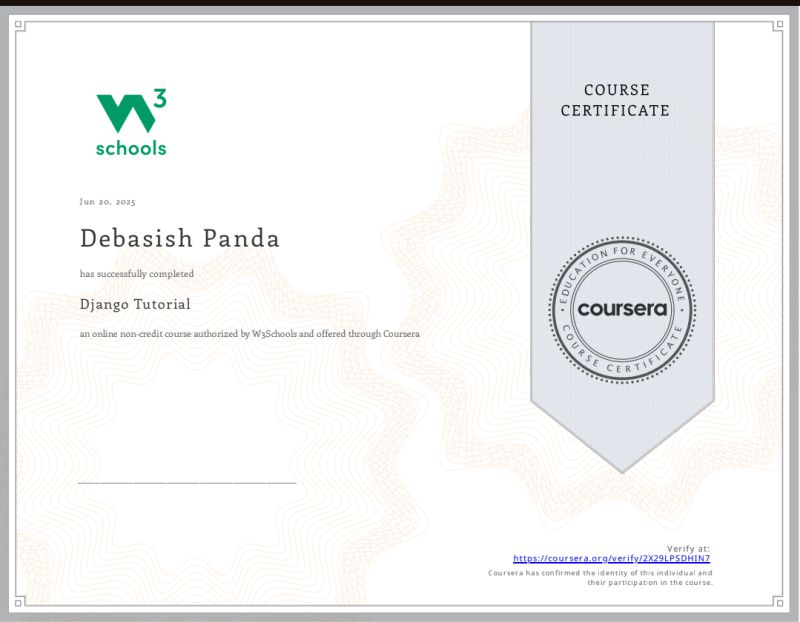 W3
schools
COURSE
CERTIFICATE
Jun 20, 2025
Debasish Panda
has successfully completed
Django Tutorial
an online non-credit course authorized by W3Schools and offered through Coursera
EDUCATION FOR EVERYONE
coursera
COURSE CERTIFICATE
Verify at:
https://coursera.org/verify/2X29LPSDHIN7
Coursera has confirmed the identity of this individual and
their participation in the course.